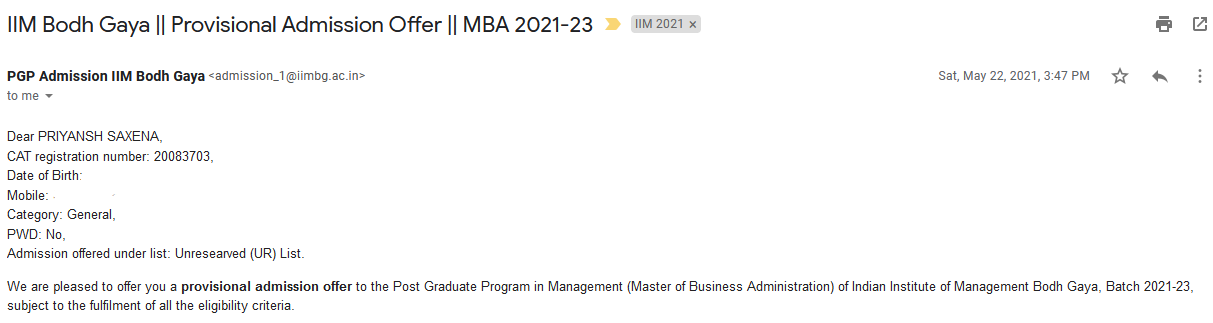 IIM Bodh Gaya || Provisional Admission Offer || MBA 2021-23 IIM 2021 ×
PGP Admission IIM Bodh Gaya <admission_1@iimbg.ac.in> Sat, May 22, 2021, 3:47 PM
to me
Dear PRIYANSH SAXENA,
CAT registration number: 20083703,
Date of Birth:
Mobile:
Category: General,
PWD: No,
Admission offered under list: Unresearved (UR) List.
We are pleased to offer you a provisional admission offer to the Post Graduate Program in Management (Master of Business Administration) of Indian Institute of Management Bodh Gaya, Batch 2021-23,
subject to the fulfilment of all the eligibility criteria.